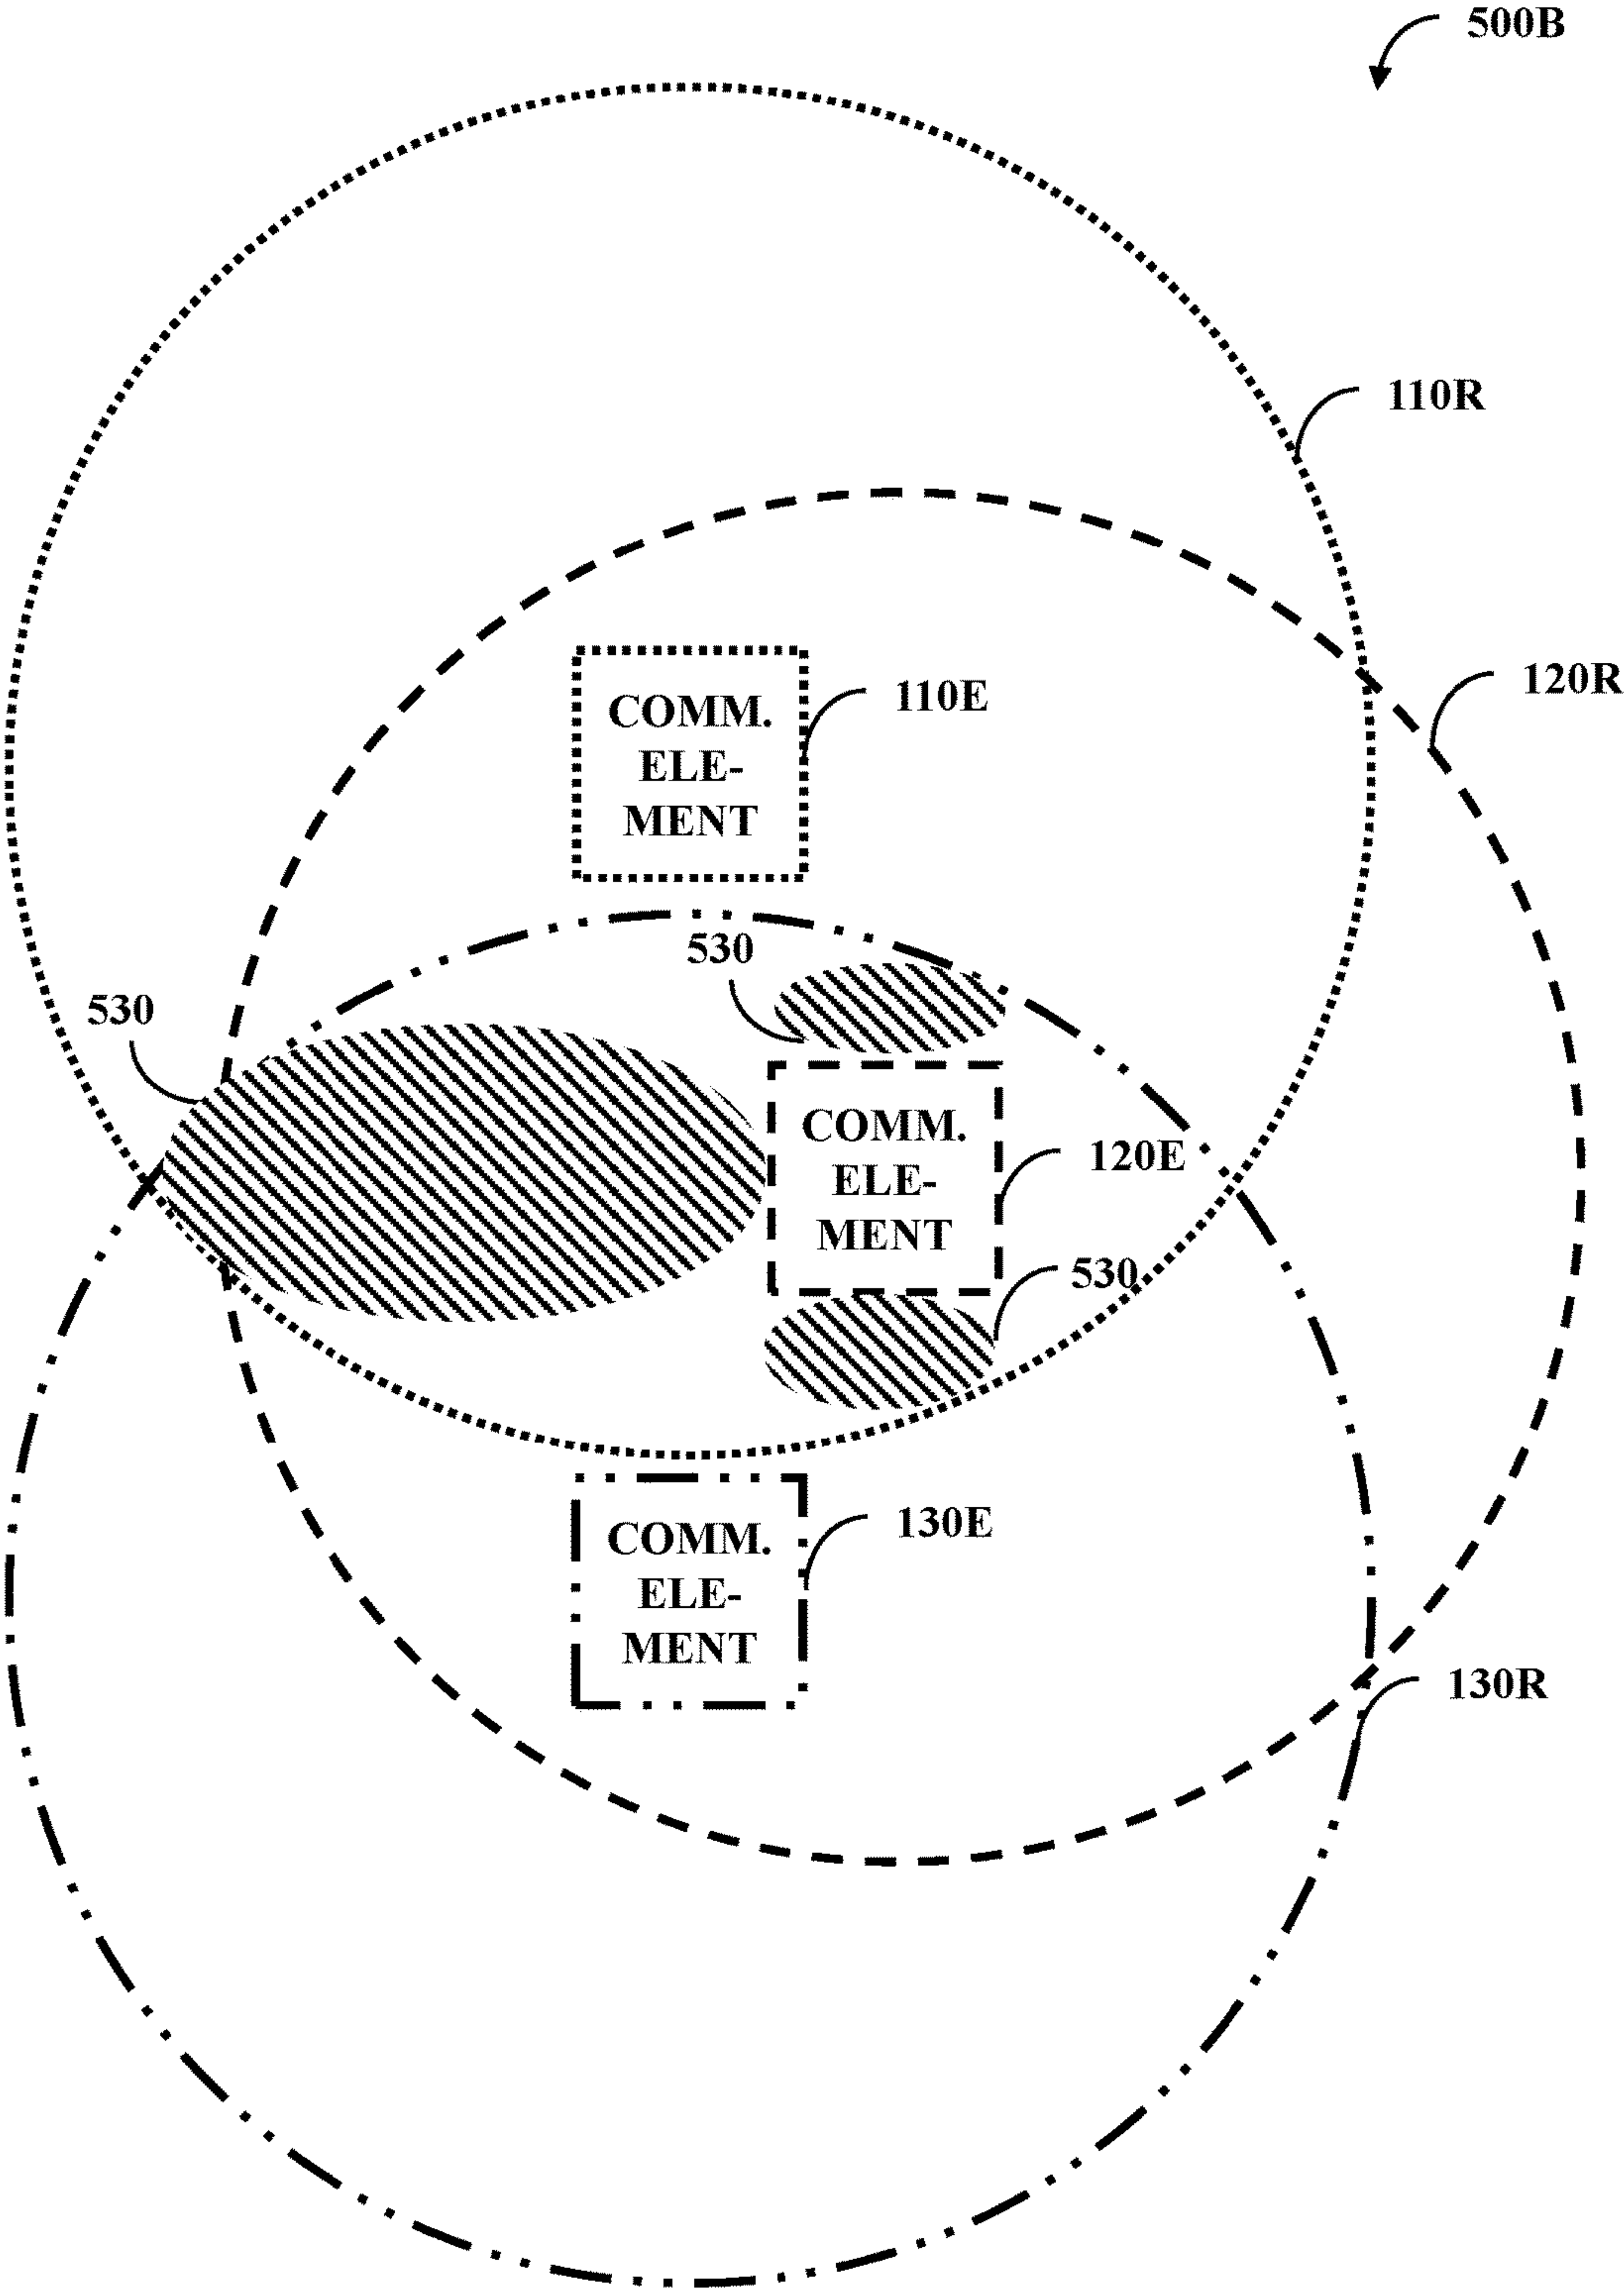 500B
110R
120R
COMM.
ELE-
MENT
110E
530
530
COMM.
ELE-
MENT
120E
530
COMM.
ELE-
MENT
130E
130R